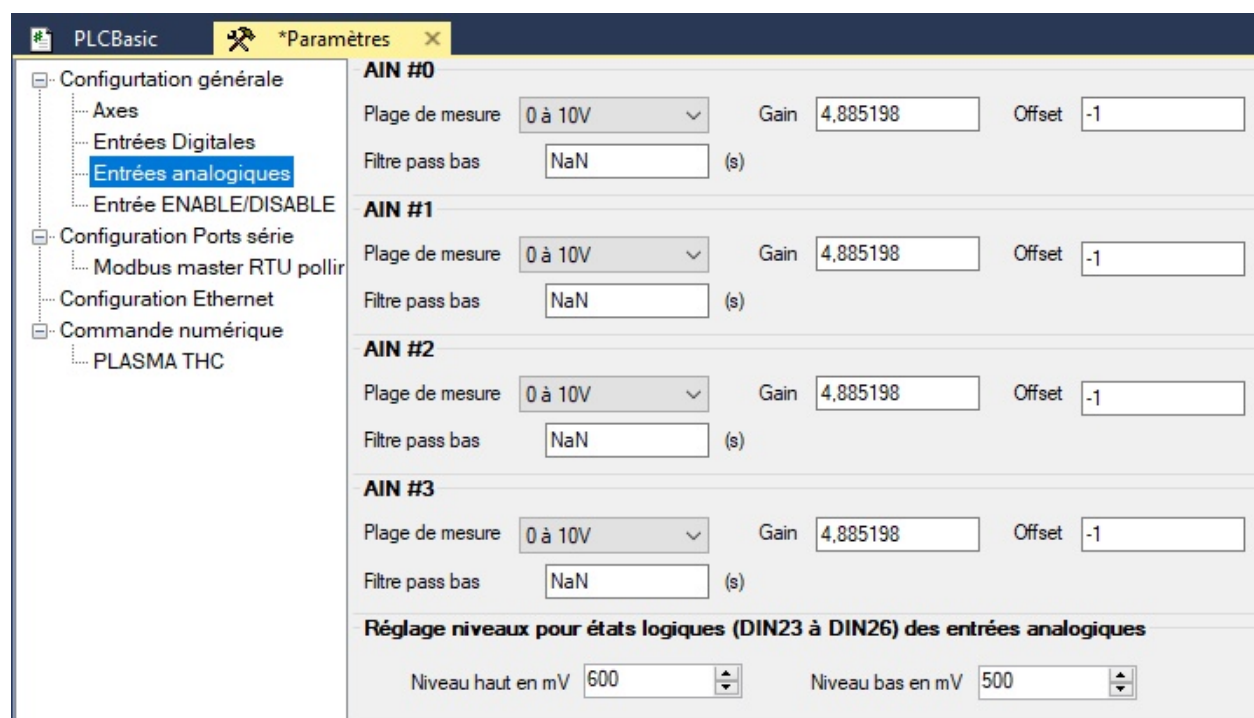 PLCBasic
*Paramètres
Configurtation générale
Axes
Entrées Digitales
Entrées analogiques
Entrée ENABLE/DISABLE
Configuration Ports série
Modbus master RTU pollir
Configuration Ethernet
Commande numérique
PLASMA THC
AIN #0
Plage de mesure 0 à 10V Gain 4,885198 Offset -1
Filtre pass bas NaN (s)
AIN #1
Plage de mesure 0 à 10V Gain 4,885198 Offset -1
Filtre pass bas NaN (s)
AIN #2
Plage de mesure 0 à 10V Gain 4,885198 Offset -1
Filtre pass bas NaN (s)
AIN #3
Plage de mesure 0 à 10V Gain 4,885198 Offset -1
Filtre pass bas NaN (s)
Réglage niveaux pour états logiques (DIN23 à DIN26) des entrées analogiques
Niveau haut en mV 600 Niveau bas en mV 500